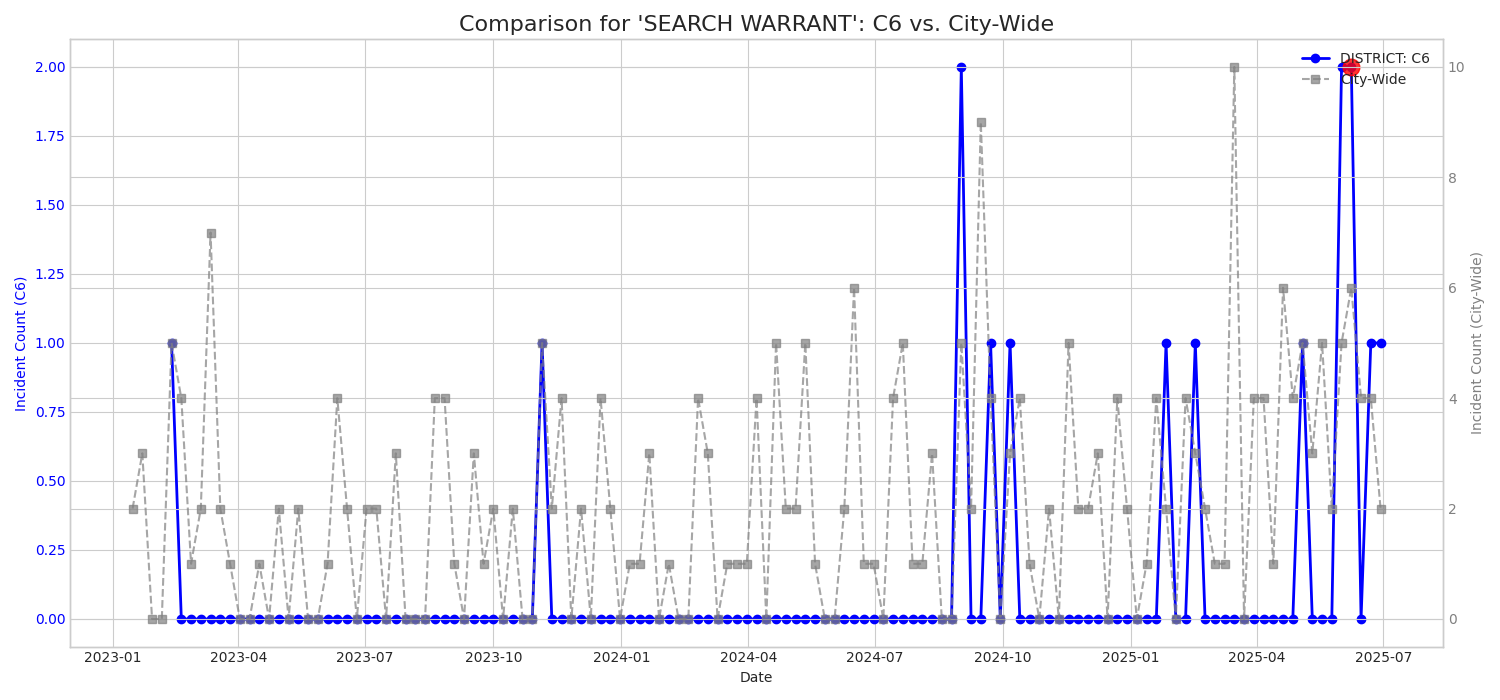 Comparison for 'SEARCH WARRANT': C6 vs. City-Wide
DISTRICT: C6
City-Wide
Incident Count (C6)
2.00
1.75
1.50
1.25
1.00
0.75
0.50
0.25
0.00
10
8
6
4
2
0
Incident Count (City-Wide)
2023-01 2023-04 2023-07 2023-10 2024-01 2024-04 2024-07 2024-10 2025-01 2025-04 2025-07
Date